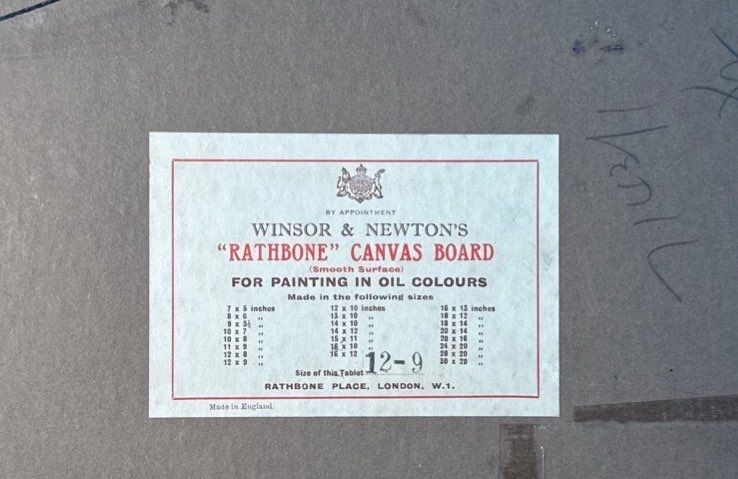 BY APPOINTMENT
WINSOR & NEWTON'S
"RATHBONE" CANVAS BOARD
(Smooth Surface)
FOR PAINTING IN OIL COLOURS
Made in the following sizes
7 x 5 inches 12 x 10 inches 16 x 13 inches
8 x 6 „ 13 x 10 „ 18 x 12 „
9 x 5½ „ 14 x 10 „ 18 x 14 „
10 x 7 „ 14 x 12 „ 20 x 14 „
10 x 8 „ 15 x 11 „ 20 x 16 „
11 x 9 „ 16 x 10 „ 24 x 20 „
12 x 8 „ 16 x 12 „ 28 x 20 „
12 x 9 „ 30 x 20 „
Size of this Tablet 12-9
RATHBONE PLACE, LONDON, W.1.
Made in England.